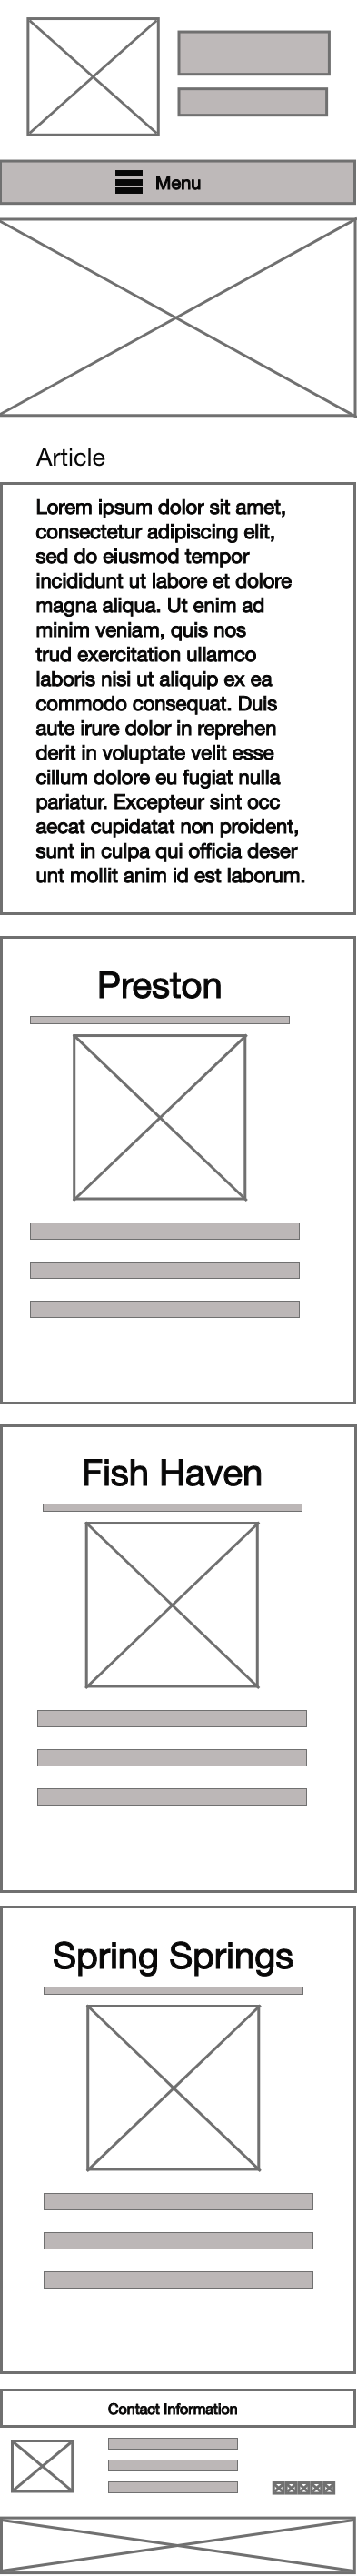 Menu
Article
Lorem ipsum dolor sit amet,
consectetur adipiscing elit,
sed do eiusmod tempor
incididunt ut labore et dolore
magna aliqua. Ut enim ad
minim veniam, quis nos
trud exercitation ullamco
laboris nisi ut aliquip ex ea
commodo consequat. Duis
aute irure dolor in reprehen
derit in voluptate velit esse
cillum dolore eu fugiat nulla
pariatur. Excepteur sint occ
aecat cupidatat non proident,
sunt in culpa qui officia deser
unt mollit anim id est laborum.
Preston
Fish Haven
Spring Springs
Contact Information